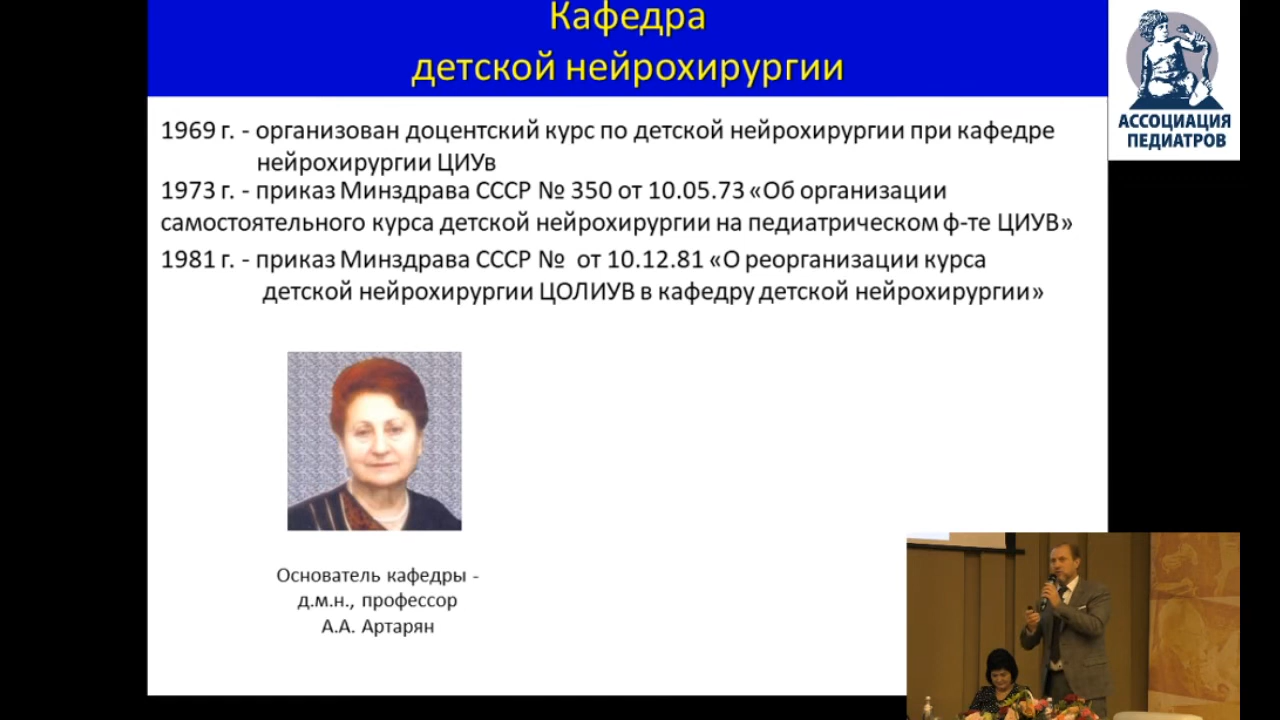 Кафедра
детской нейрохирургии
АССОЦИАЦИЯ
ПЕДИАТРОВ
1969 г. - организован доцентский курс по детской нейрохирургии при кафедре
нейрохирургии ЦИУв
1973 г. - приказ Минздрава СССР № 350 от 10.05.73 «Об организации
самостоятельного курса детской нейрохирургии на педиатрическом ф-те ЦИУВ»
1981 г. - приказ Минздрава СССР № от 10.12.81 «О реорганизации курса
детской нейрохирургии ЦОЛИУВ в кафедру детской нейрохирургии»
Основатель кафедры -
д.м.н., профессор
А.А. Артарян